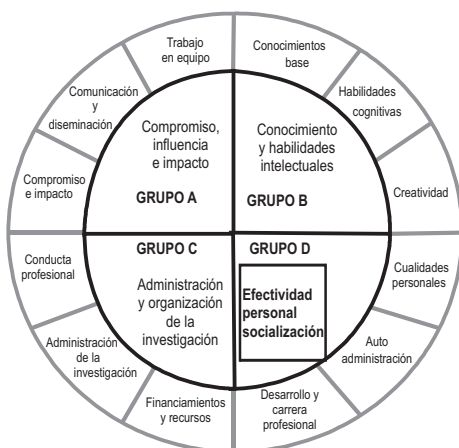 Trabajo
en equipo
Conocimientos
base
Comunicación
y
diseminación
Habilidades
cognitivas
Compromiso
e impacto
Creatividad
Compromiso,
influencia
e impacto
GRUPO A
Conocimiento
y habilidades
intelectuales
GRUPO B
GRUPO C
Administración
y organización
de la
investigación
GRUPO D
Efectividad
personal
socialización
Conducta
profesional
Cualidades
personales
Administración
de la
investigación
Auto
administración
Financiamientos
y recursos
Desarrollo y
carrera
profesional